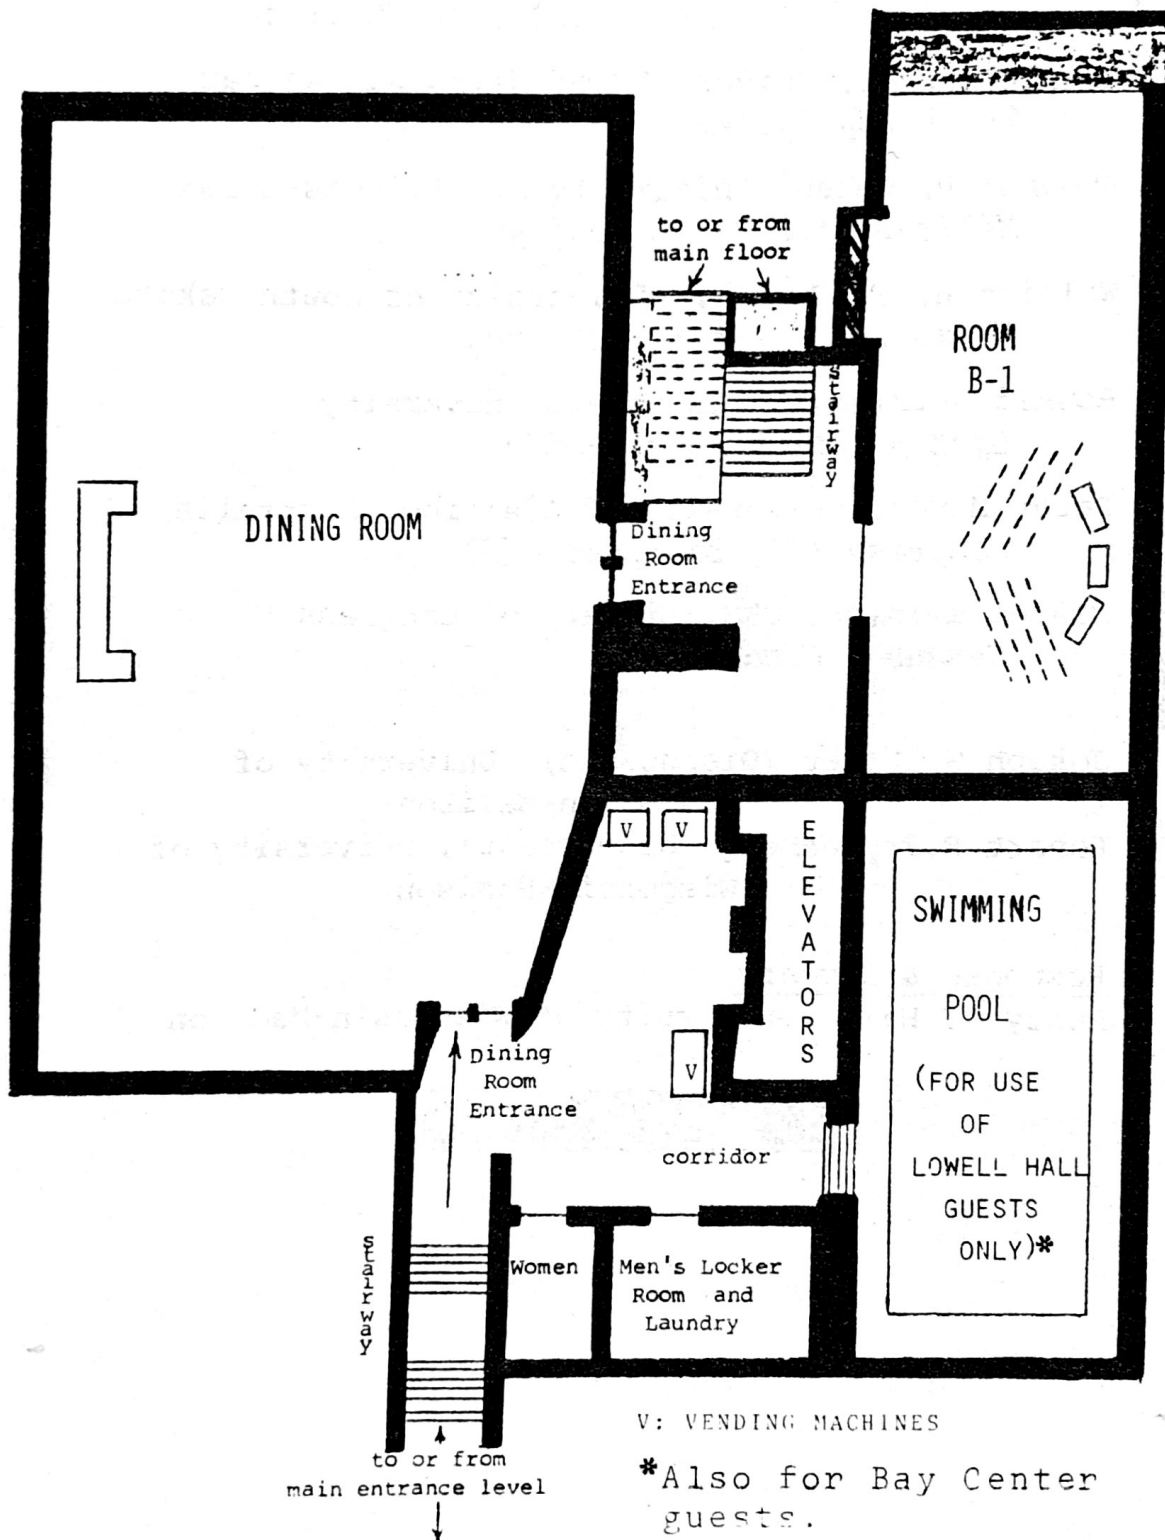 to or from
main floor
stairway
ROOM
B-1
DINING ROOM
Dining
Room
Entrance
V
V
ELEVATORS
SWIMMING
POOL
(FOR USE
OF
LOWELL HALL
GUESTS
ONLY)*
V
Dining
Room
Entrance
corridor
stairway
Women
Men's Locker
Room and
Laundry
to or from
main entrance level
V: VENDING MACHINES
*Also for Bay Center
guests.